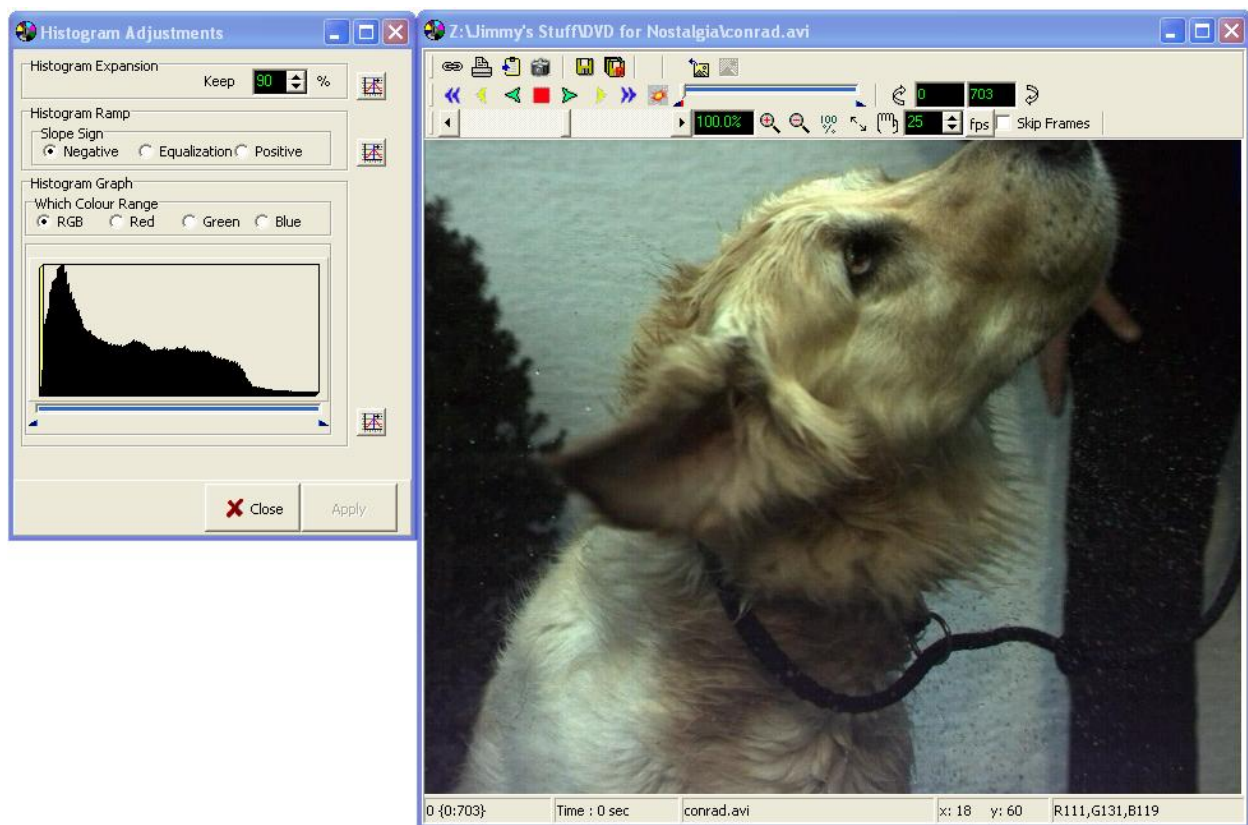 Histogram Adjustments
Histogram Expansion
Keep 90 %
Histogram Ramp
Slope Sign
Negative Equalization Positive
Histogram Graph
Which Colour Range
RGB Red Green Blue
Close Apply
Z:\Jimmy's Stuff\DVD for Nostalgia\conrad.avi
0 703
100.0% 100 % 25 fps Skip Frames
0 {0:703} Time : 0 sec conrad.avi x: 18 y: 60 R111,G131,B119